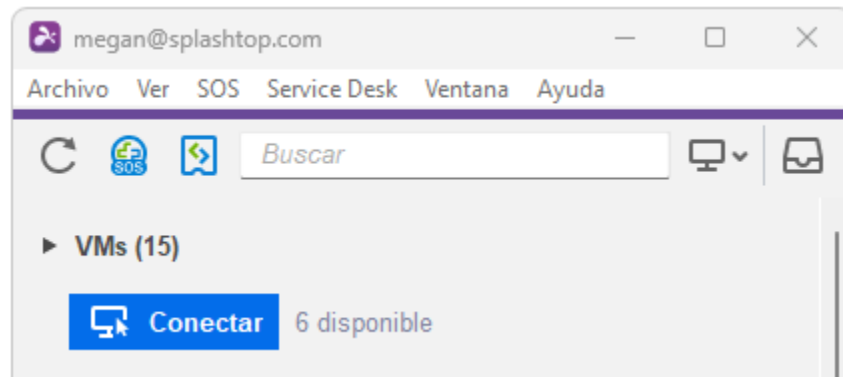 megan@splashtop.com
Archivo Ver SOS Service Desk Ventana Ayuda
SOS Buscar
VMs (15)
Conectar 6 disponible